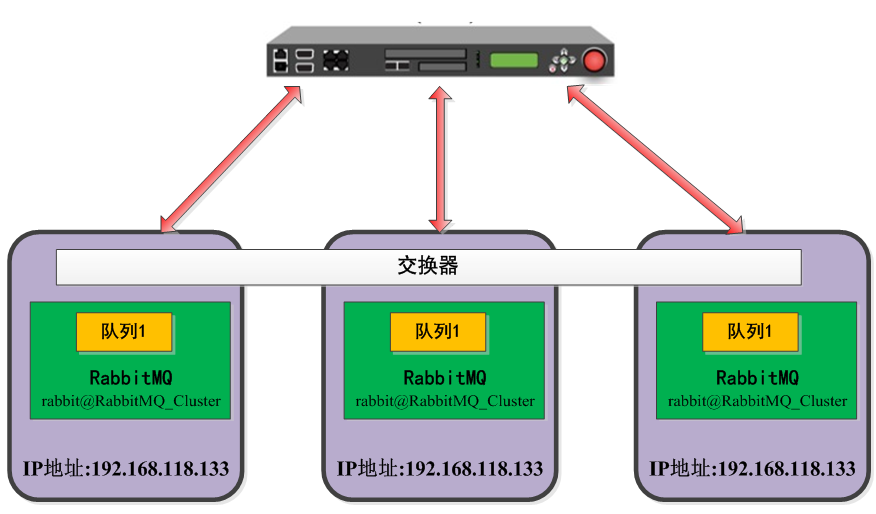 交换器
队列1
RabbitMQ
rabbit@RabbitMQ_Cluster
IP地址:192.168.118.133
队列1
RabbitMQ
rabbit@RabbitMQ_Cluster
IP地址:192.168.118.133
队列1
RabbitMQ
rabbit@RabbitMQ_Cluster
IP地址:192.168.118.133